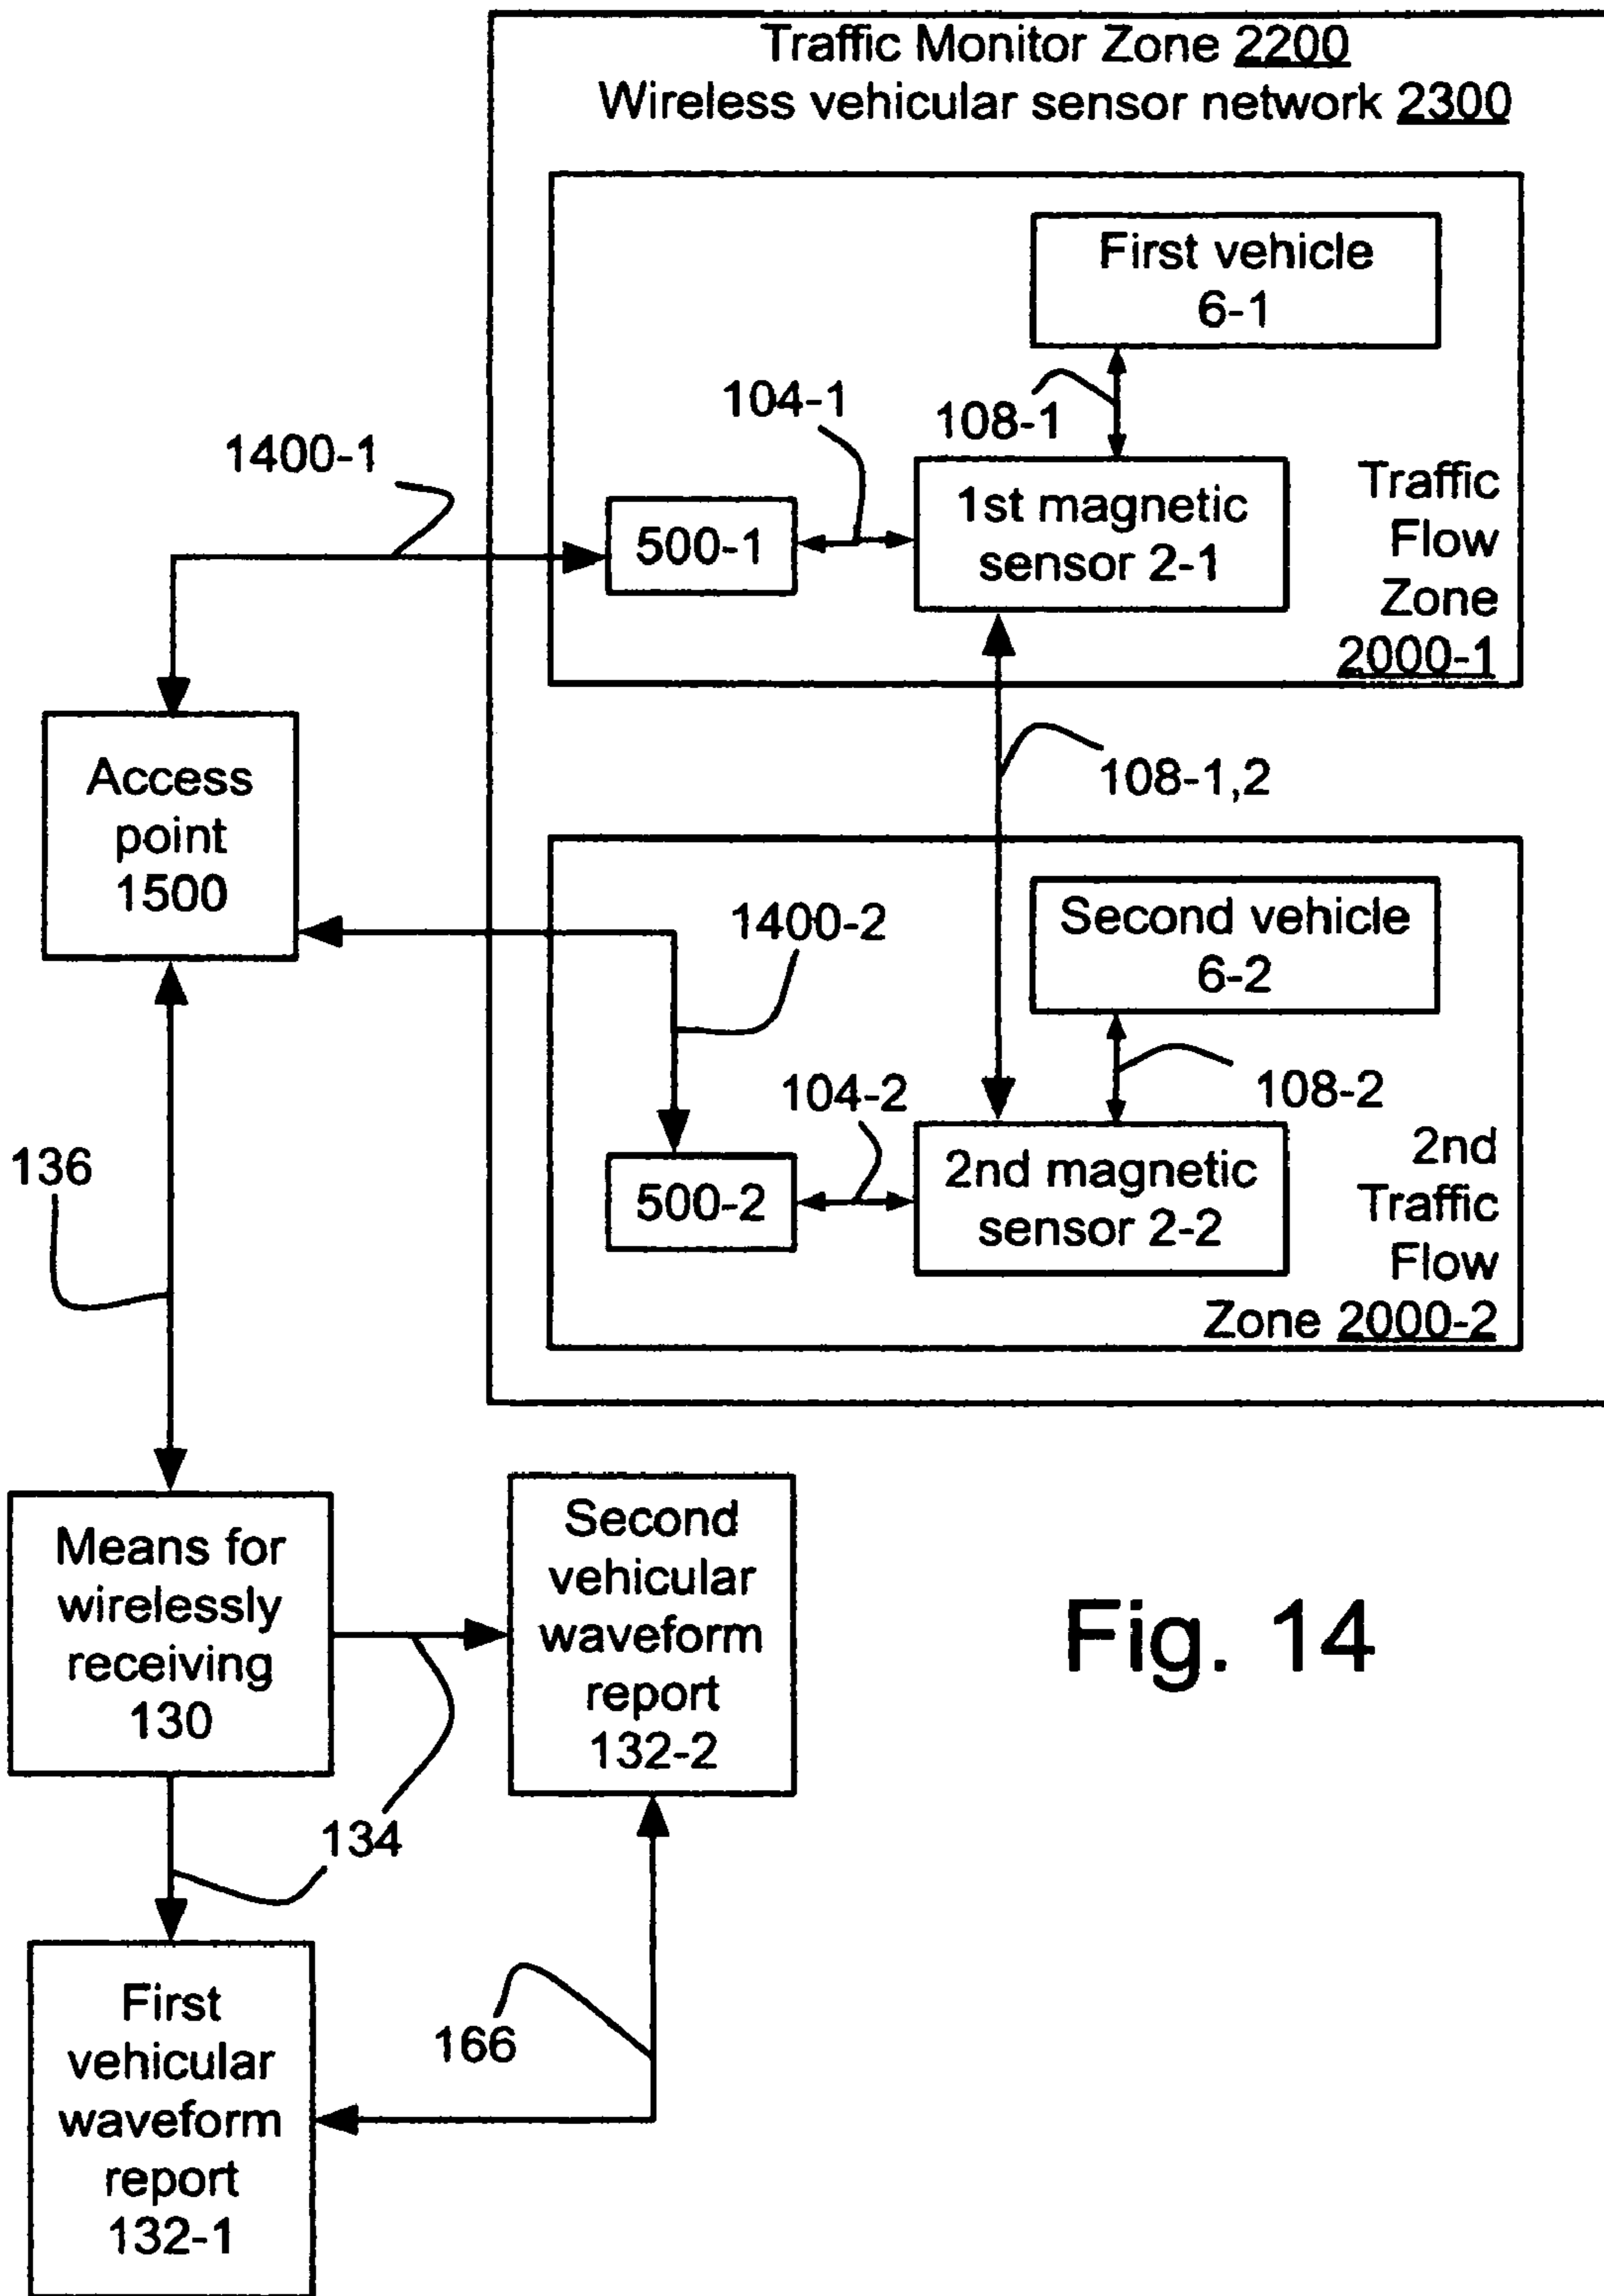 Traffic Monitor Zone 2200
Wireless vehicular sensor network 2300
First vehicle
6-1
104-1
108-1
1400-1
500-1
1st magnetic
sensor 2-1
Traffic
Flow
Zone
2000-1
Access
point
1500
108-1,2
1400-2
Second vehicle
6-2
104-2
108-2
136
500-2
2nd magnetic
sensor 2-2
2nd
Traffic
Flow
Zone 2000-2
Means for
wirelessly
receiving
130
Second
vehicular
waveform
report
132-2
Fig. 14
134
First
vehicular
waveform
report
132-1
166